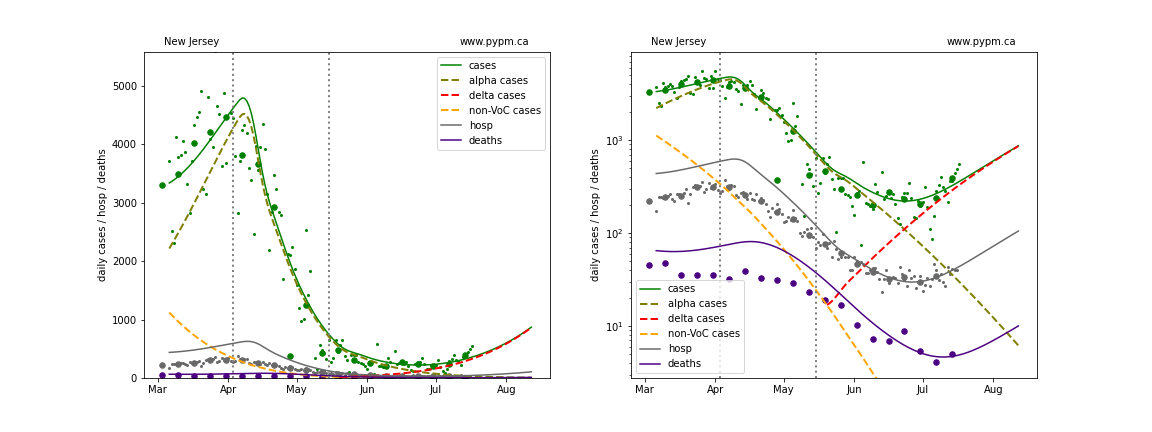 New Jersey www.pypm.ca
daily cases / hosp / deaths
5000
4000
3000
2000
1000
0
cases
alpha cases
delta cases
non-VoC cases
hosp
deaths
Mar Apr May Jun Jul Aug
New Jersey www.pypm.ca
daily cases / hosp / deaths
10³
10²
10¹
cases
alpha cases
delta cases
non-VoC cases
hosp
deaths
Mar Apr May Jun Jul Aug